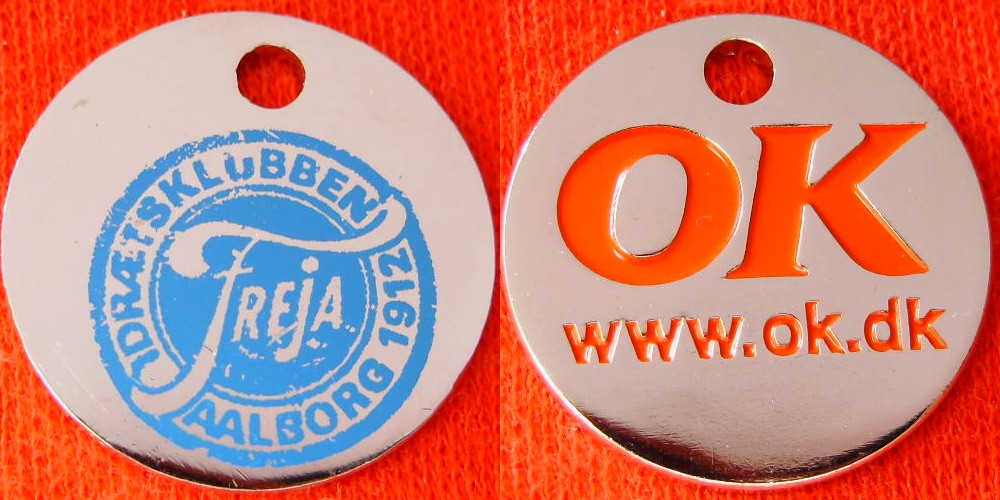 IDRÆTSKLUBBEN
Freja
AALBORG 1912
OK
www.ok.dk